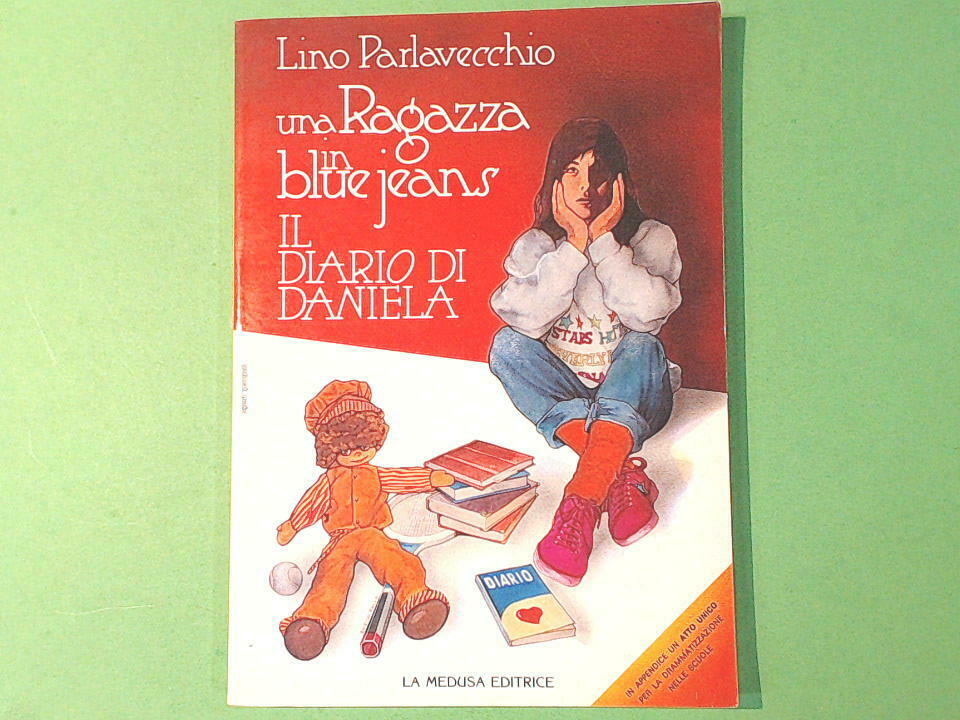 Lino Parlavecchio
una Ragazza
in
blue jeans
IL
DIARIO DI
DANIELA
STARS
DIARIO
IN APPENDICE UN ATTO UNICO
PER LA DRAMMATIZZAZIONE
NELLE SCUOLE
LA MEDUSA EDITRICE